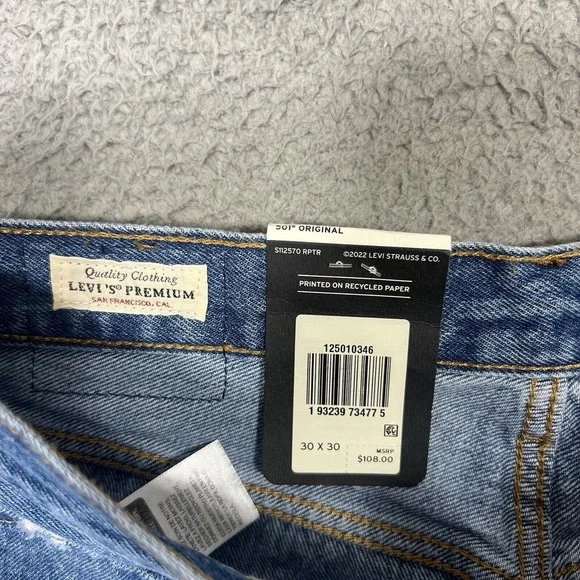 Quality Clothing
LEVI'S® PREMIUM
SAN FRANCISCO, CAL
501® ORIGINAL
S112570 RPTR ©2022 LEVI STRAUSS & CO.
PRINTED ON RECYCLED PAPER
125010346
1 93239 73477 5
30 X 30
MSRP
$108.00